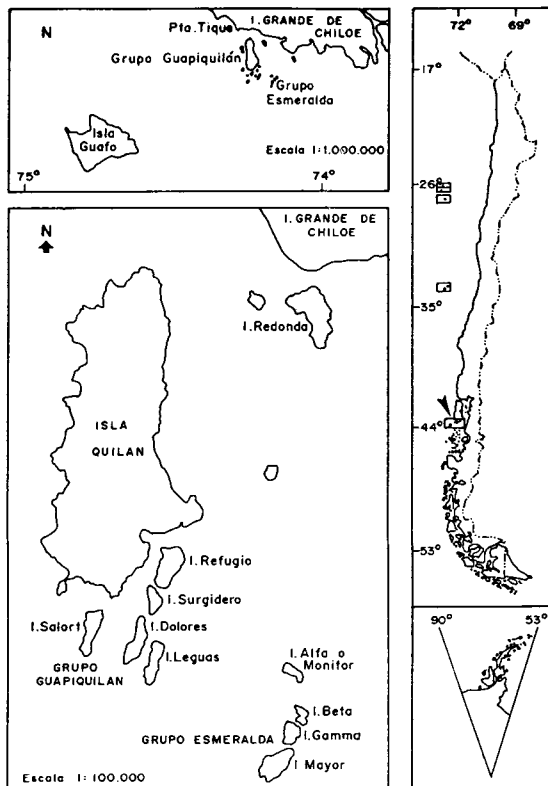 N
Pta. Tique
I. GRANDE DE
CHILOE
Grupo Guapiquilán
Grupo
Esmeralda
Isla
Guafo
Escala 1:1.090.000
75°
74°
N
I. GRANDE DE
CHILOE
I. Redonda
ISLA
QUILAN
I. Refugio
I. Surgidero
I. Salort
I. Dolores
I. Leguas
GRUPO
GUAPIQUILAN
I. Alfa o
Monitor
I. Beta
GRUPO ESMERALDA
I. Gamma
I Mayor
Escala 1:100.000
72°
69°
17°
26°
35°
44°
53°
90°
53°